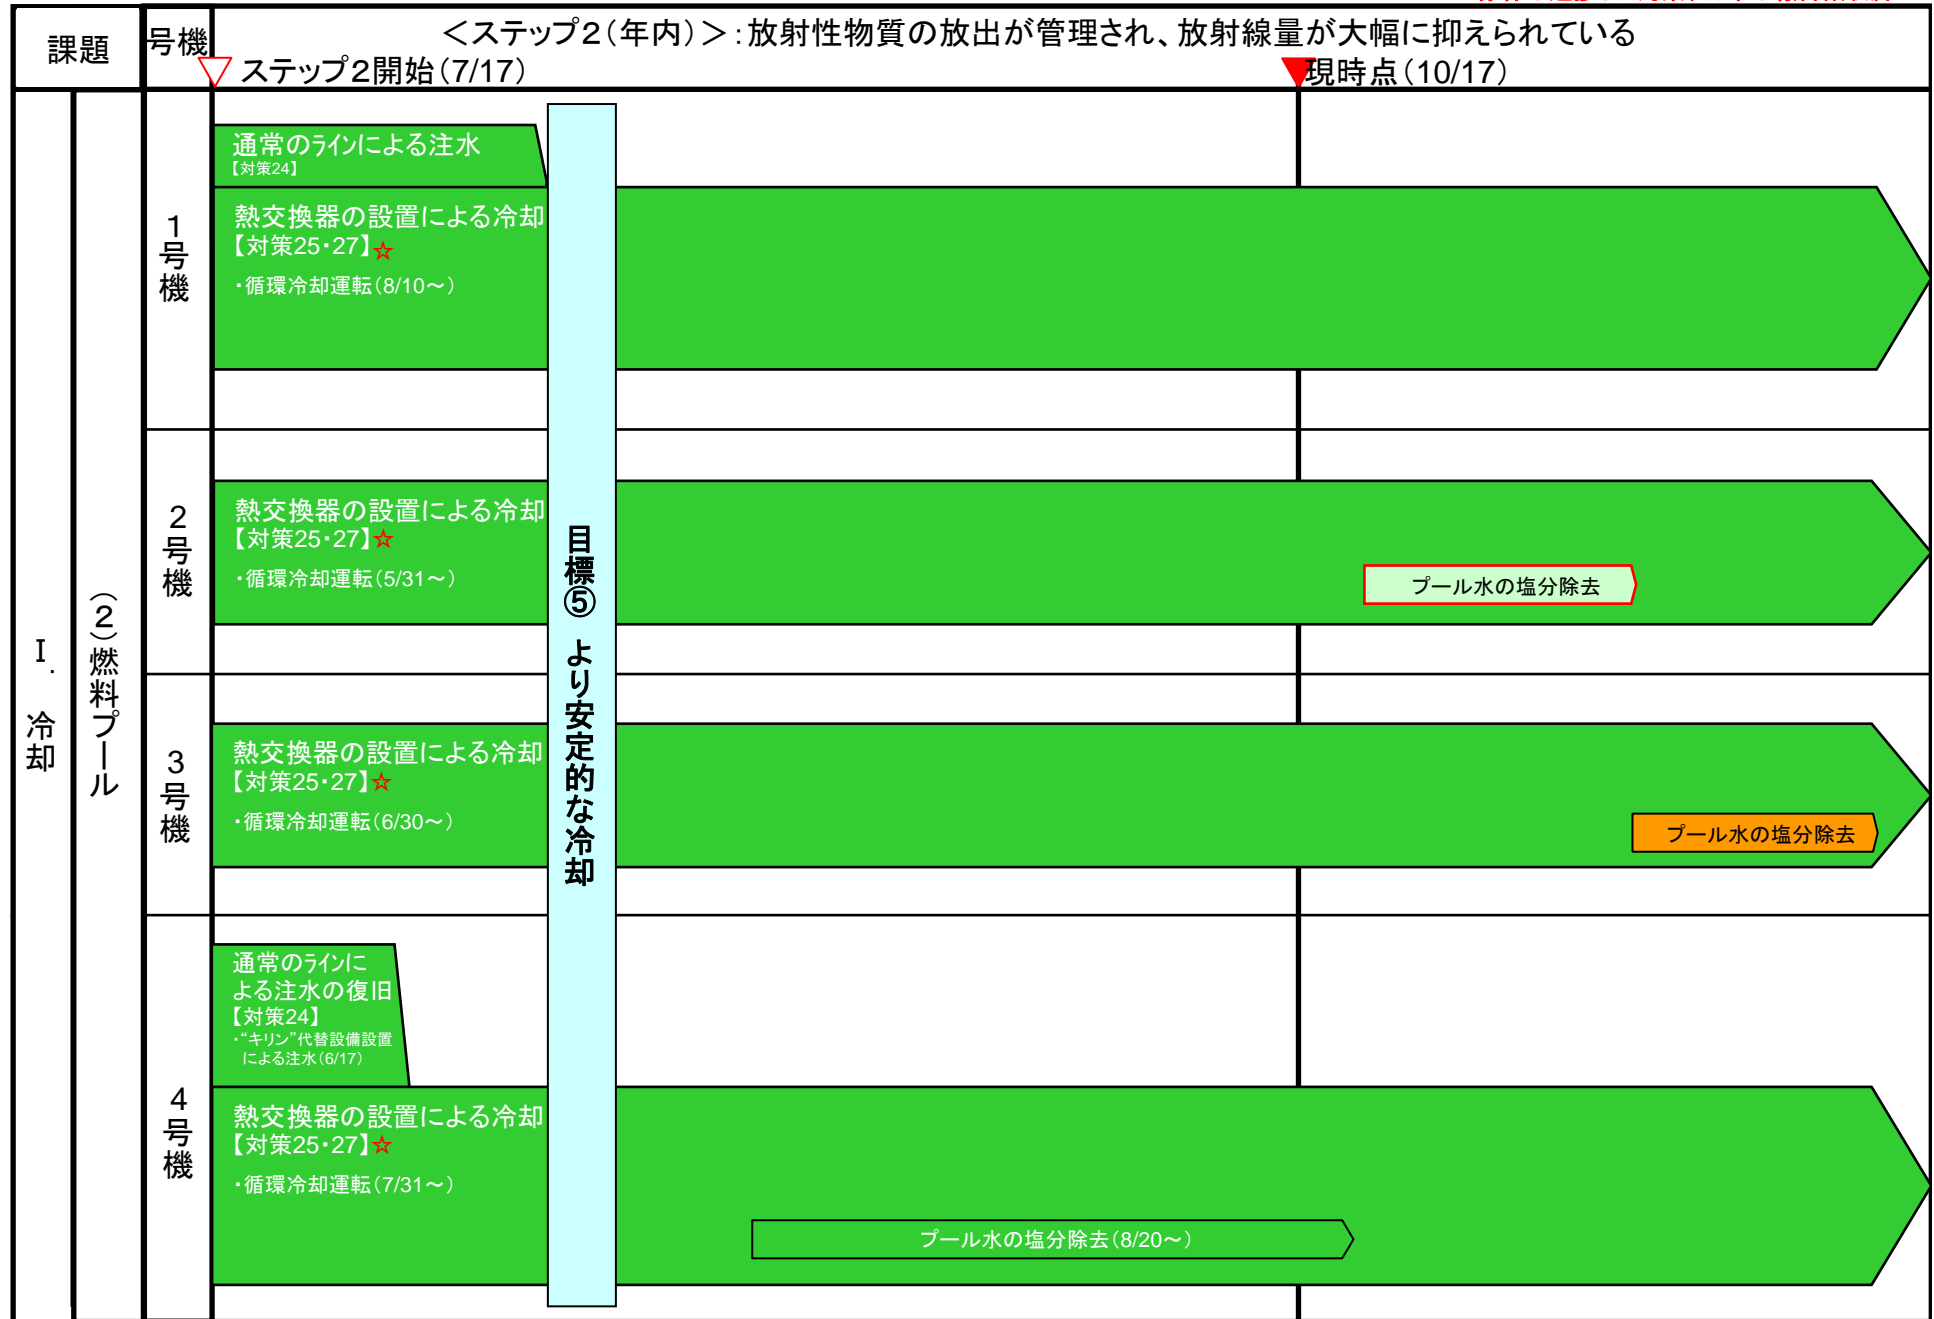 課題
号機
＜ステップ2(年内)＞:放射性物質の放出が管理され、放射線量が大幅に抑えられている
ステップ2開始(7/17)
現時点(10/17)
Ⅰ. 冷却
(2)燃料プール
1号機
通常のラインによる注水
【対策24】
熱交換器の設置による冷却
【対策25・27】☆
・循環冷却運転(8/10～)
目標⑤ より安定的な冷却
2号機
熱交換器の設置による冷却
【対策25・27】☆
・循環冷却運転(5/31～)
プール水の塩分除去
3号機
熱交換器の設置による冷却
【対策25・27】☆
・循環冷却運転(6/30～)
プール水の塩分除去
4号機
通常のラインに
よる注水の復旧
【対策24】
・“キリン”代替設備設置
による注水(6/17)
熱交換器の設置による冷却
【対策25・27】☆
・循環冷却運転(7/31～)
プール水の塩分除去(8/20～)